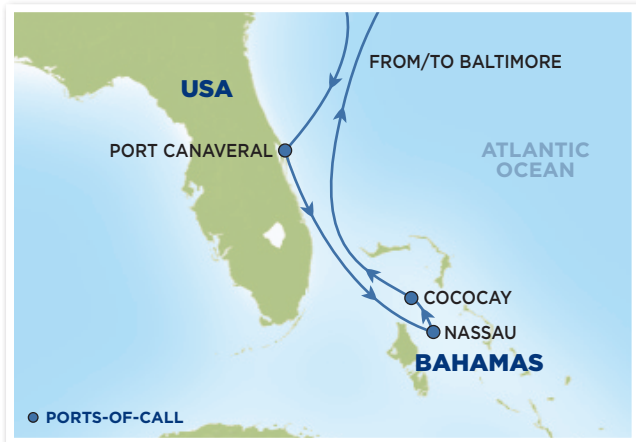 FROM/TO BALTIMORE
USA
PORT CANAVERAL
ATLANTIC
OCEAN
COCOCAY
NASSAU
BAHAMAS
PORTS-OF-CALL